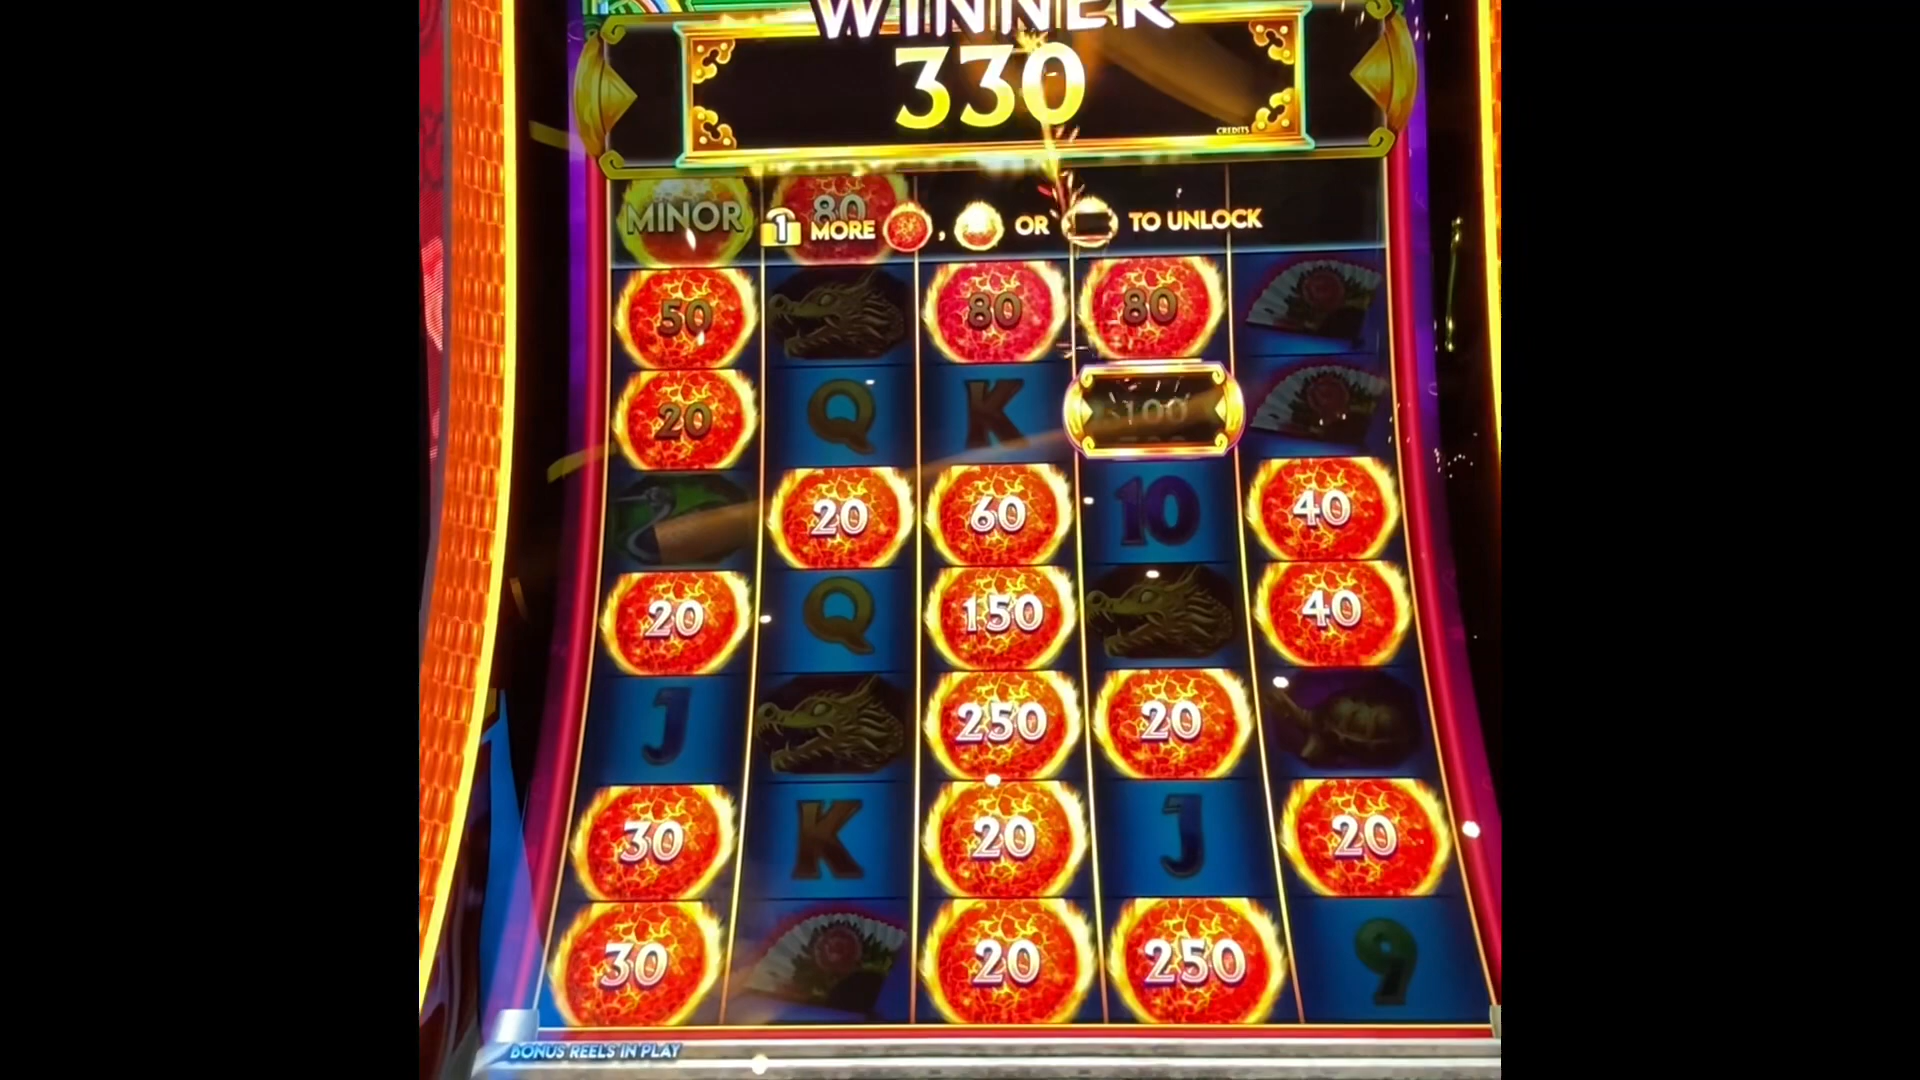 WINNER
330
CREDITS
MINOR 80
1 MORE , OR TO UNLOCK
50 80 80
20 Q K 100
20 60 10 40
20 Q 150 40
J 250 20
30 K 20 J 20
30 20 250 9
BONUS REELS IN PLAY